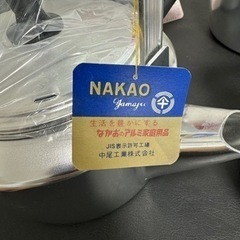 NAKAO
Yamayu
生活を豊かにする
なかおのアルミ家庭用品
JIS表示許可工場
中尾工業株式会社